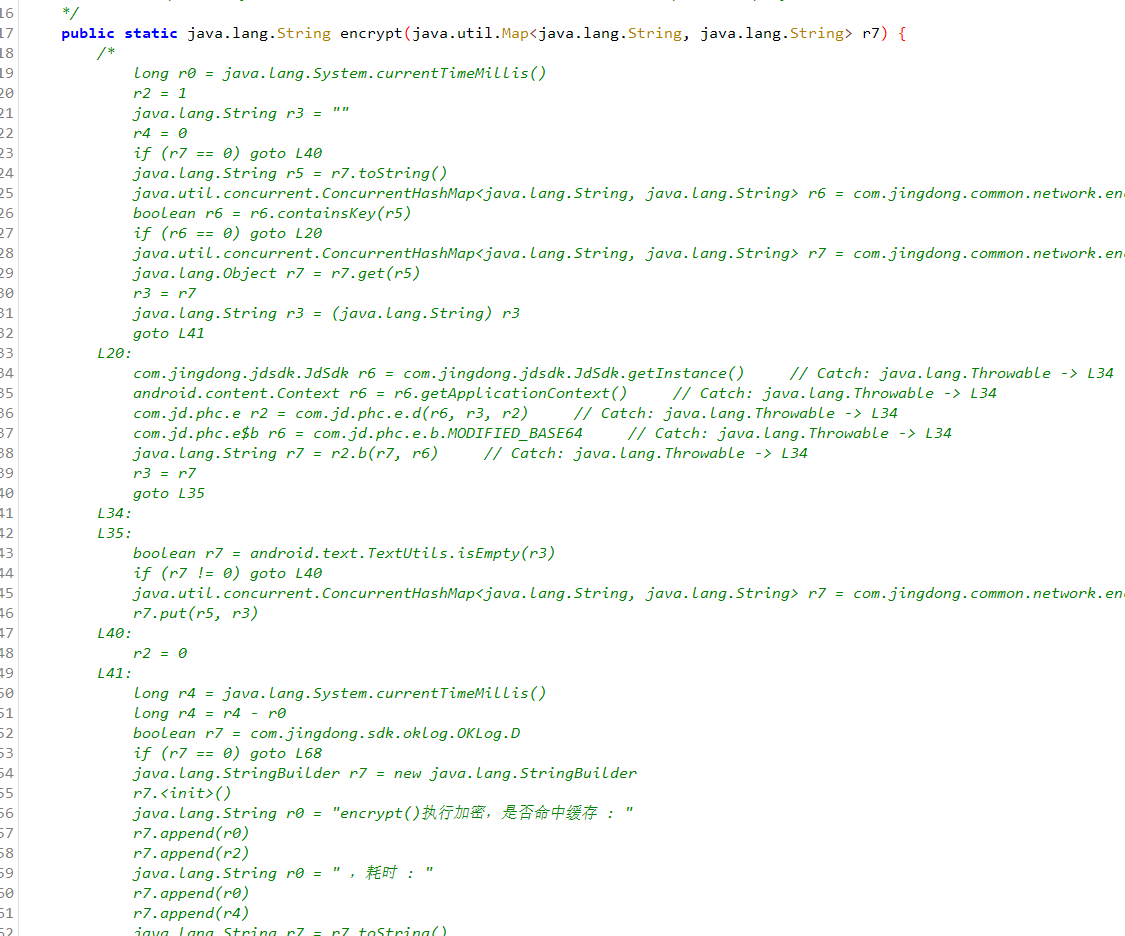 16 */
17 public static java.lang.String encrypt(java.util.Map<java.lang.String, java.lang.String> r7) {
18 /*
19 long r0 = java.lang.System.currentTimeMillis()
20 r2 = 1
21 java.lang.String r3 = ""
22 r4 = 0
23 if (r7 == 0) goto L40
24 java.lang.String r5 = r7.toString()
25 java.util.concurrent.ConcurrentHashMap<java.lang.String, java.lang.String> r6 = com.jingdong.common.network.en
26 boolean r6 = r6.containsKey(r5)
27 if (r6 == 0) goto L20
28 java.util.concurrent.ConcurrentHashMap<java.lang.String, java.lang.String> r7 = com.jingdong.common.network.en
29 java.lang.Object r7 = r7.get(r5)
30 r3 = r7
31 java.lang.String r3 = (java.lang.String) r3
32 goto L41
33 L20:
34 com.jingdong.jdsdk.JdSdk r6 = com.jingdong.jdsdk.JdSdk.getInstance() // Catch: java.lang.Throwable -> L34
35 android.content.Context r6 = r6.getApplicationContext() // Catch: java.lang.Throwable -> L34
36 com.jd.phc.e r2 = com.jd.phc.e.d(r6, r3, r2) // Catch: java.lang.Throwable -> L34
37 com.jd.phc.e$b r6 = com.jd.phc.e.b.MODIFIED_BASE64 // Catch: java.lang.Throwable -> L34
38 java.lang.String r7 = r2.b(r7, r6) // Catch: java.lang.Throwable -> L34
39 r3 = r7
40 goto L35
41 L34:
42 L35:
43 boolean r7 = android.text.TextUtils.isEmpty(r3)
44 if (r7 != 0) goto L40
45 java.util.concurrent.ConcurrentHashMap<java.lang.String, java.lang.String> r7 = com.jingdong.common.network.en
46 r7.put(r5, r3)
47 L40:
48 r2 = 0
49 L41:
50 long r4 = java.lang.System.currentTimeMillis()
51 long r4 = r4 - r0
52 boolean r7 = com.jingdong.sdk.oklog.OKLog.D
53 if (r7 == 0) goto L68
54 java.lang.StringBuilder r7 = new java.lang.StringBuilder
55 r7.<init>()
56 java.lang.String r0 = "encrypt()执行加密，是否命中缓存 : "
57 r7.append(r0)
58 r7.append(r2)
59 java.lang.String r0 = " ，耗时 : "
60 r7.append(r0)
61 r7.append(r4)
62 java.lang.String r7 = r7.toString()